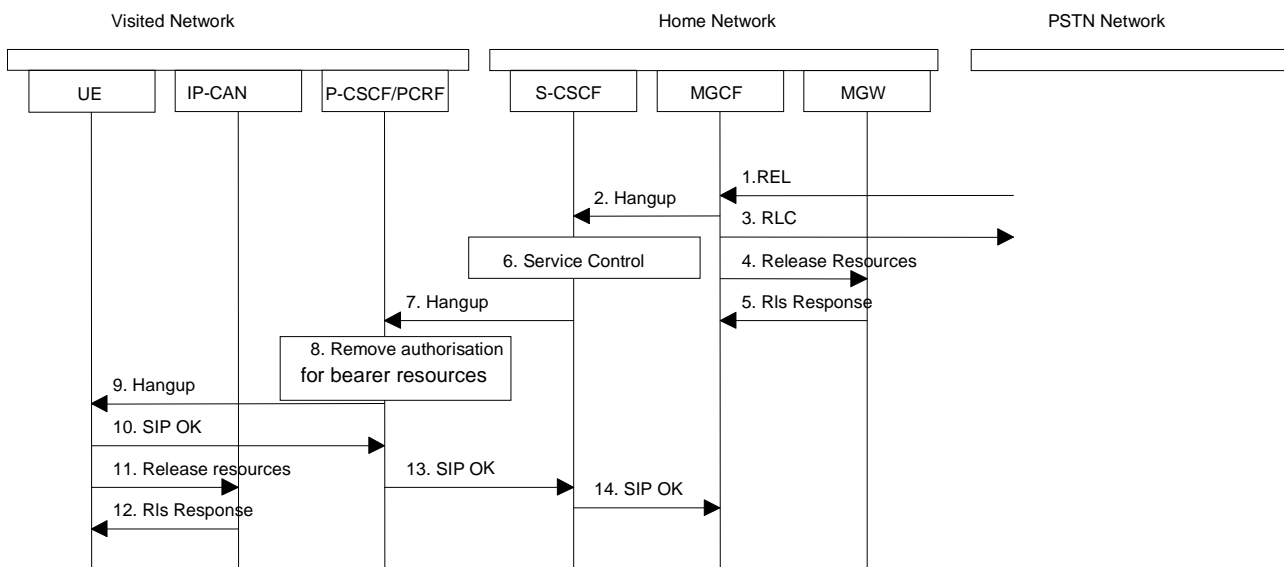 Visited Network
Home Network
PSTN Network
UE
IP-CAN
P-CSCF/PCRF
S-CSCF
MGCF
MGW
1.REL
2. Hangup
3. RLC
6. Service Control
4. Release Resources
7. Hangup
5. Rls Response
8. Remove authorisation
for bearer resources
9. Hangup
10. SIP OK
11. Release resources
13. SIP OK
14. SIP OK
12. Rls Response